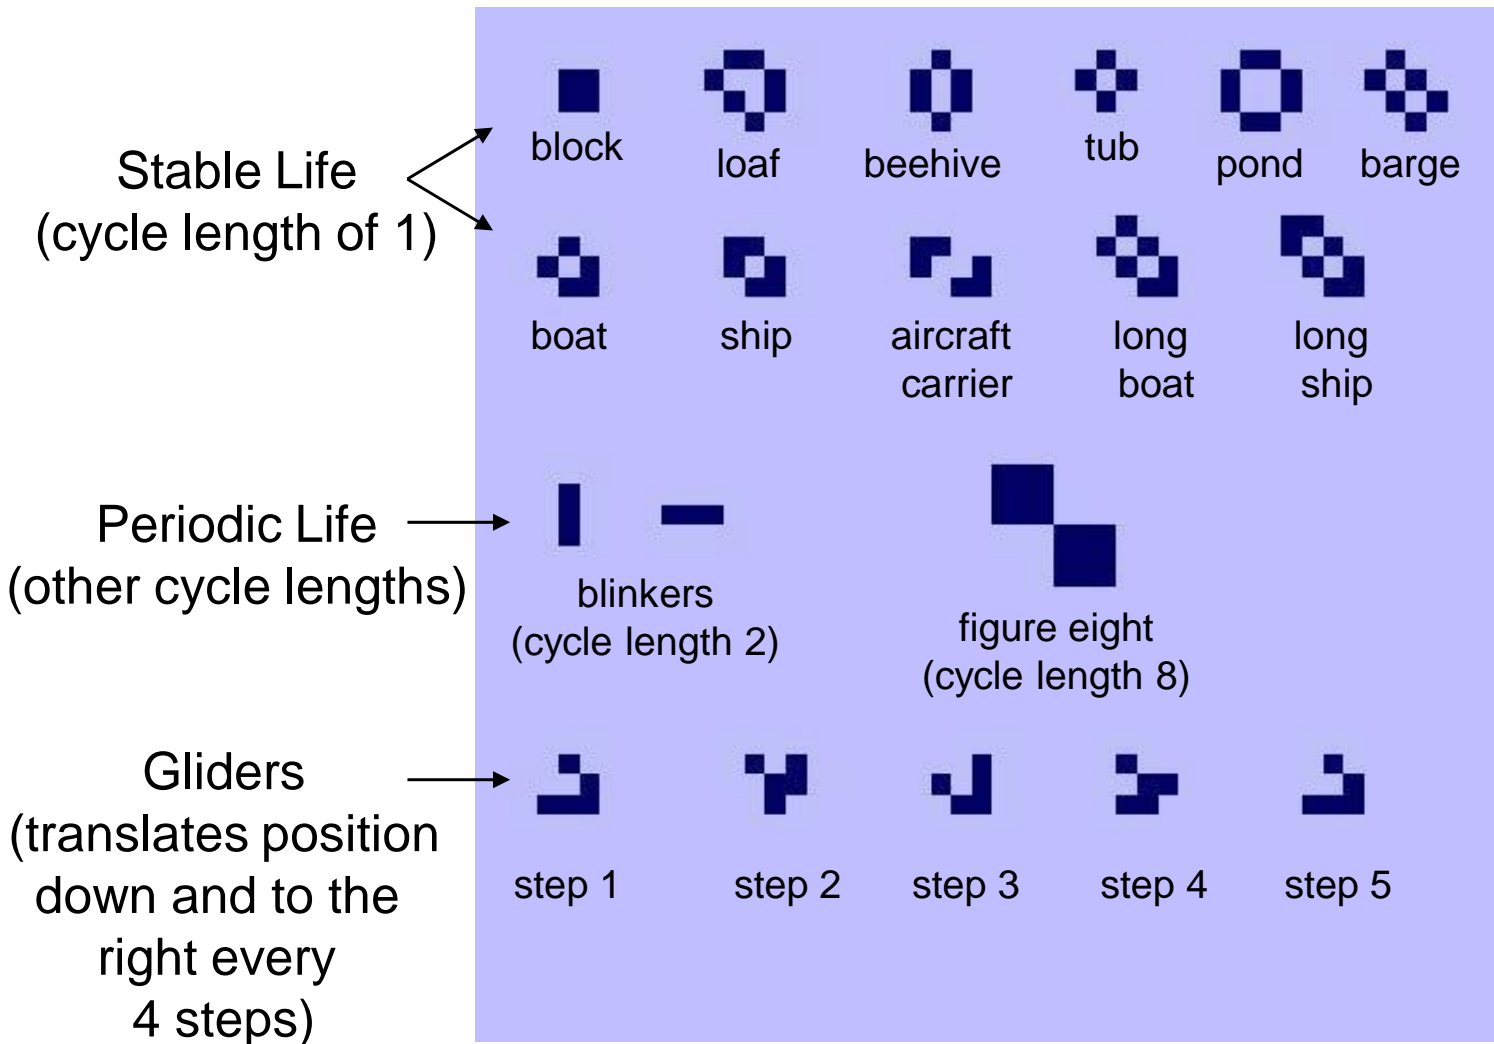 block
loaf
beehive
tub
pond
barge
Stable Life
(cycle length of 1)
boat
ship
aircraft
carrier
long
boat
long
ship
Periodic Life
(other cycle lengths)
blinkers
(cycle length 2)
figure eight
(cycle length 8)
Gliders
(translates position
down and to the
right every
4 steps)
step 1
step 2
step 3
step 4
step 5